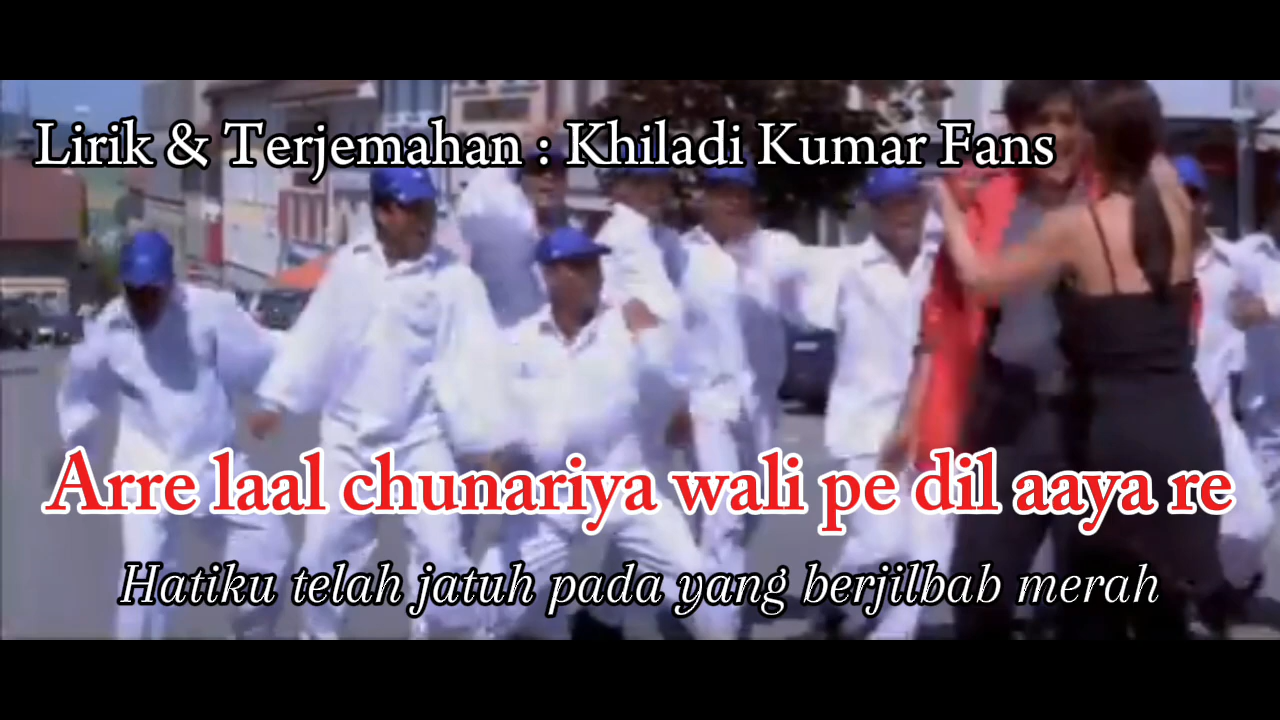 Lirik & Terjemahan : Khiladi Kumar Fans
Arre laal chunariya wali pe dil aaya re
Hatiku telah jatuh pada yang berjilbab merah